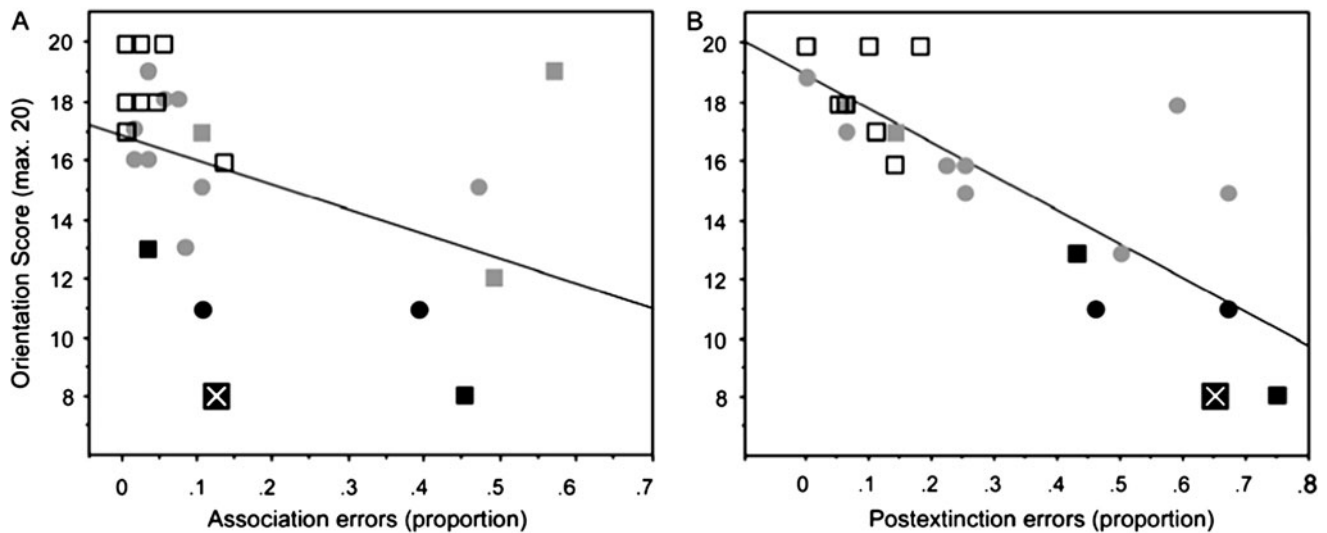 A
Orientation Score (max. 20)
20
18
16
14
12
10
8
0 .1 .2 .3 .4 .5 .6 .7
Association errors (proportion)
B
20
18
16
14
12
10
8
0 .1 .2 .3 .4 .5 .6 .7 .8
Postextinction errors (proportion)